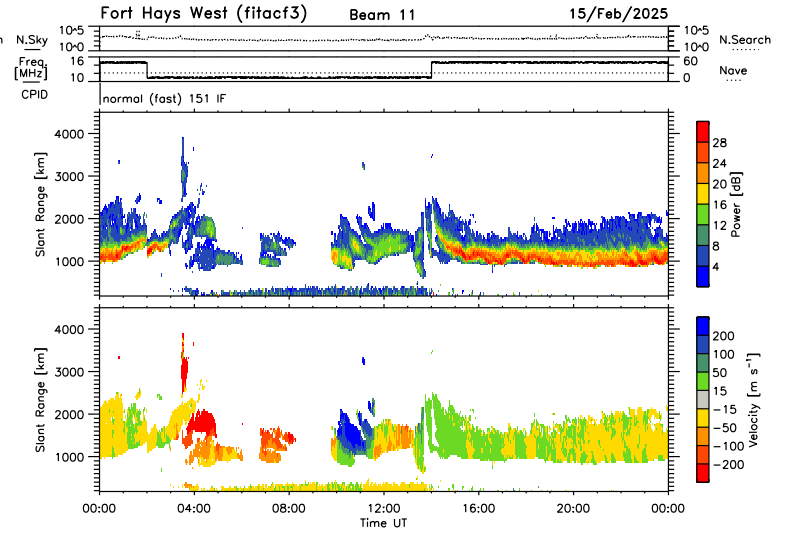 Fort Hays West (fitacf3) Beam 11 15/Feb/2025
n N.Sky 10^5 10^0 10^5 10^0 N.Search
Freq. [MHz] 16 10 60 0 Nave
CPID normal (fast) 151 IF
Slant Range [km]
4000
3000
2000
1000
28
24
20
16
12
8
4
Power [dB]
Slant Range [km]
4000
3000
2000
1000
200
100
50
15
-15
-50
-100
-200
Velocity [m s^-1]
00:00 04:00 08:00 12:00 16:00 20:00 00:00
Time UT